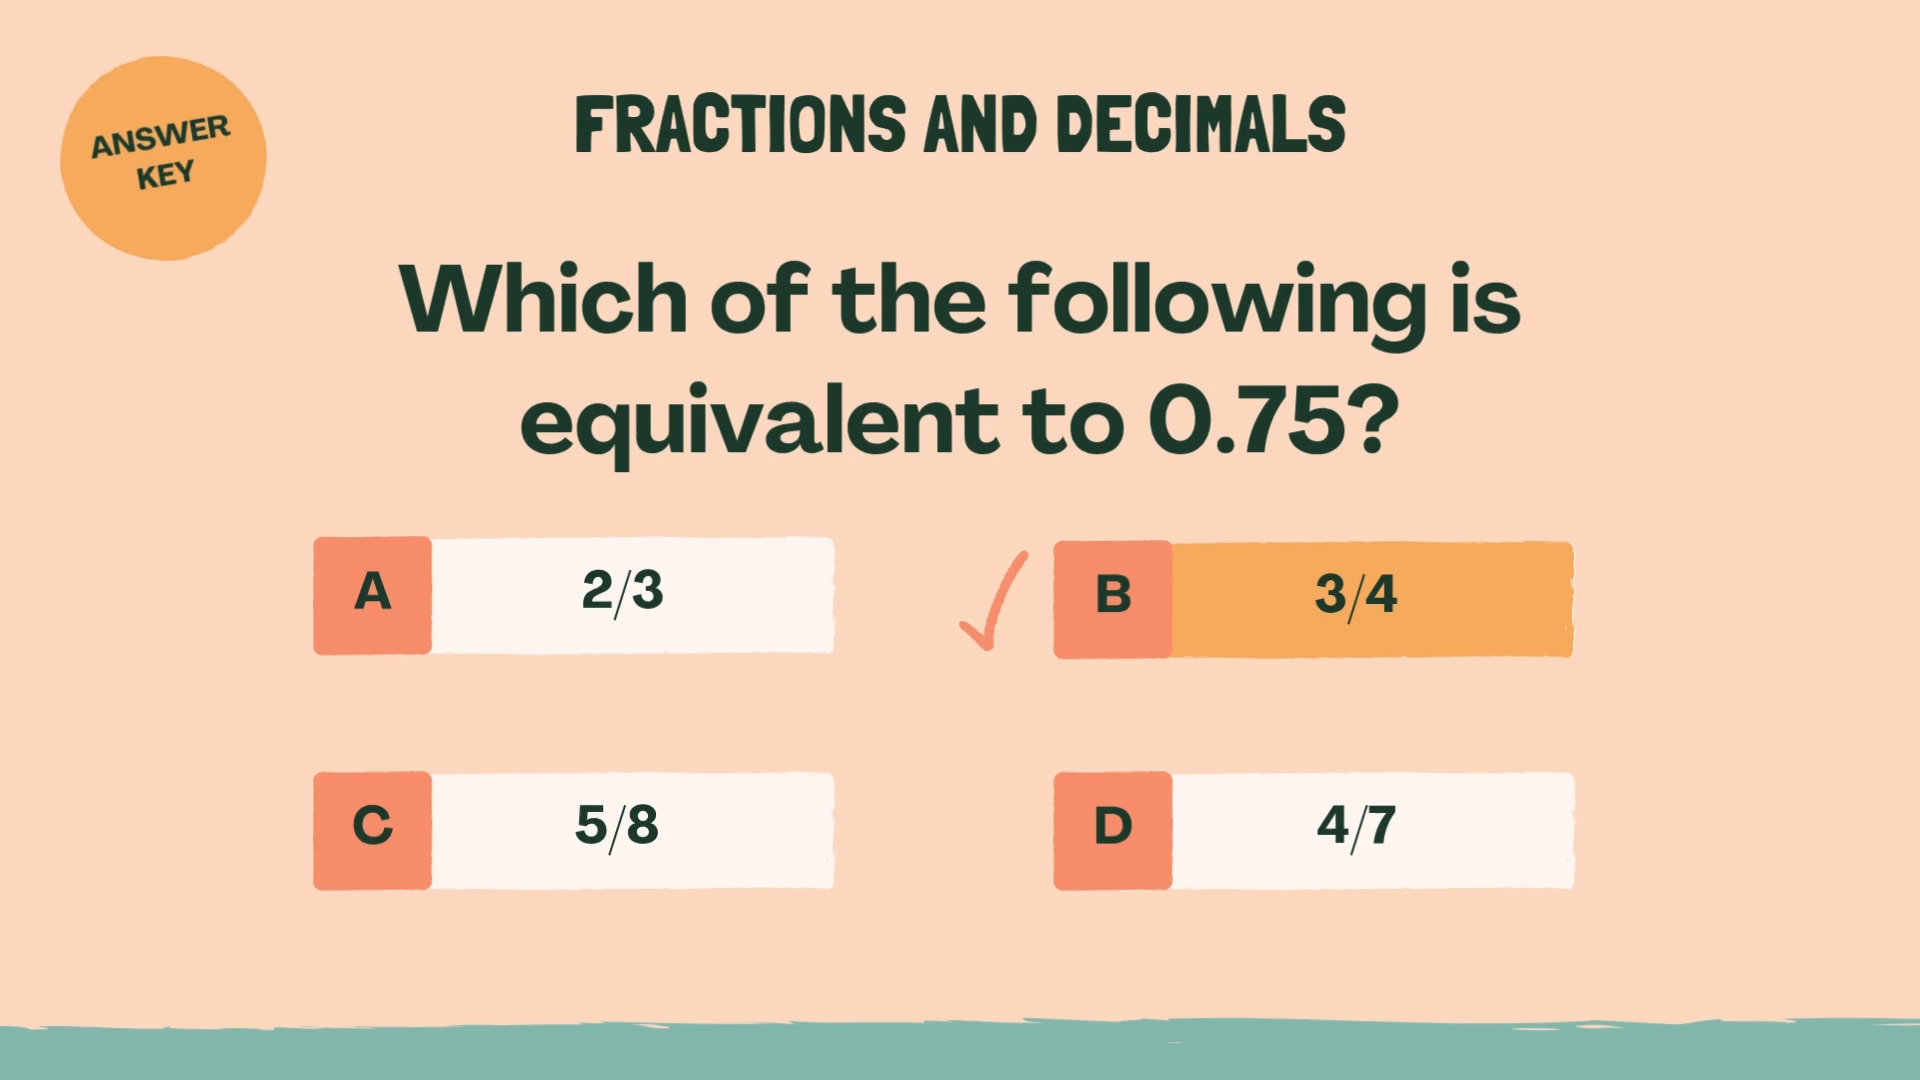 ANSWER
KEY
FRACTIONS AND DECIMALS
Which of the following is
equivalent to 0.75?
A 2/3
B 3/4
C 5/8
D 4/7